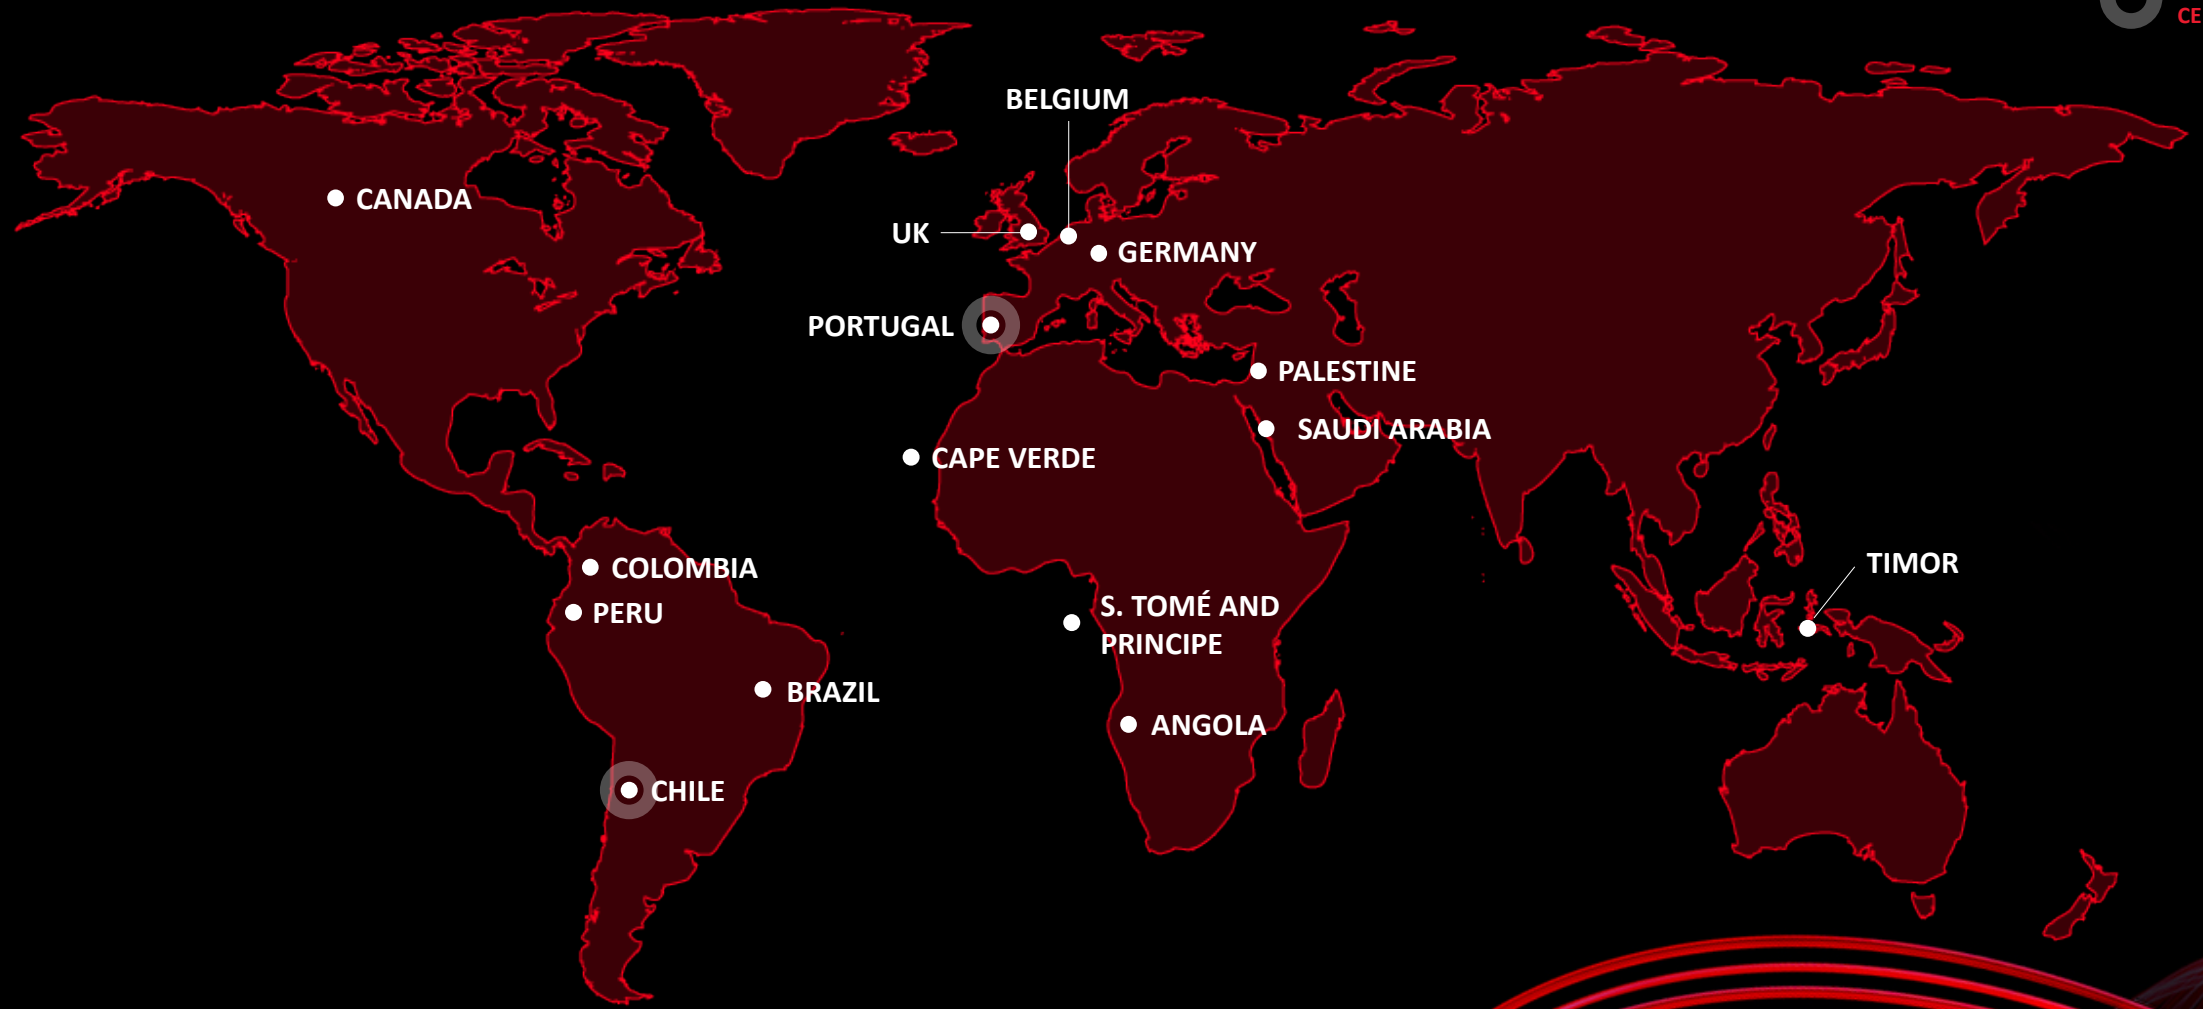 CE
BELGIUM
CANADA
UK
GERMANY
PORTUGAL
PALESTINE
SAUDI ARABIA
CAPE VERDE
TIMOR
COLOMBIA
S. TOMÉ AND
PRINCIPE
PERU
BRAZIL
ANGOLA
CHILE